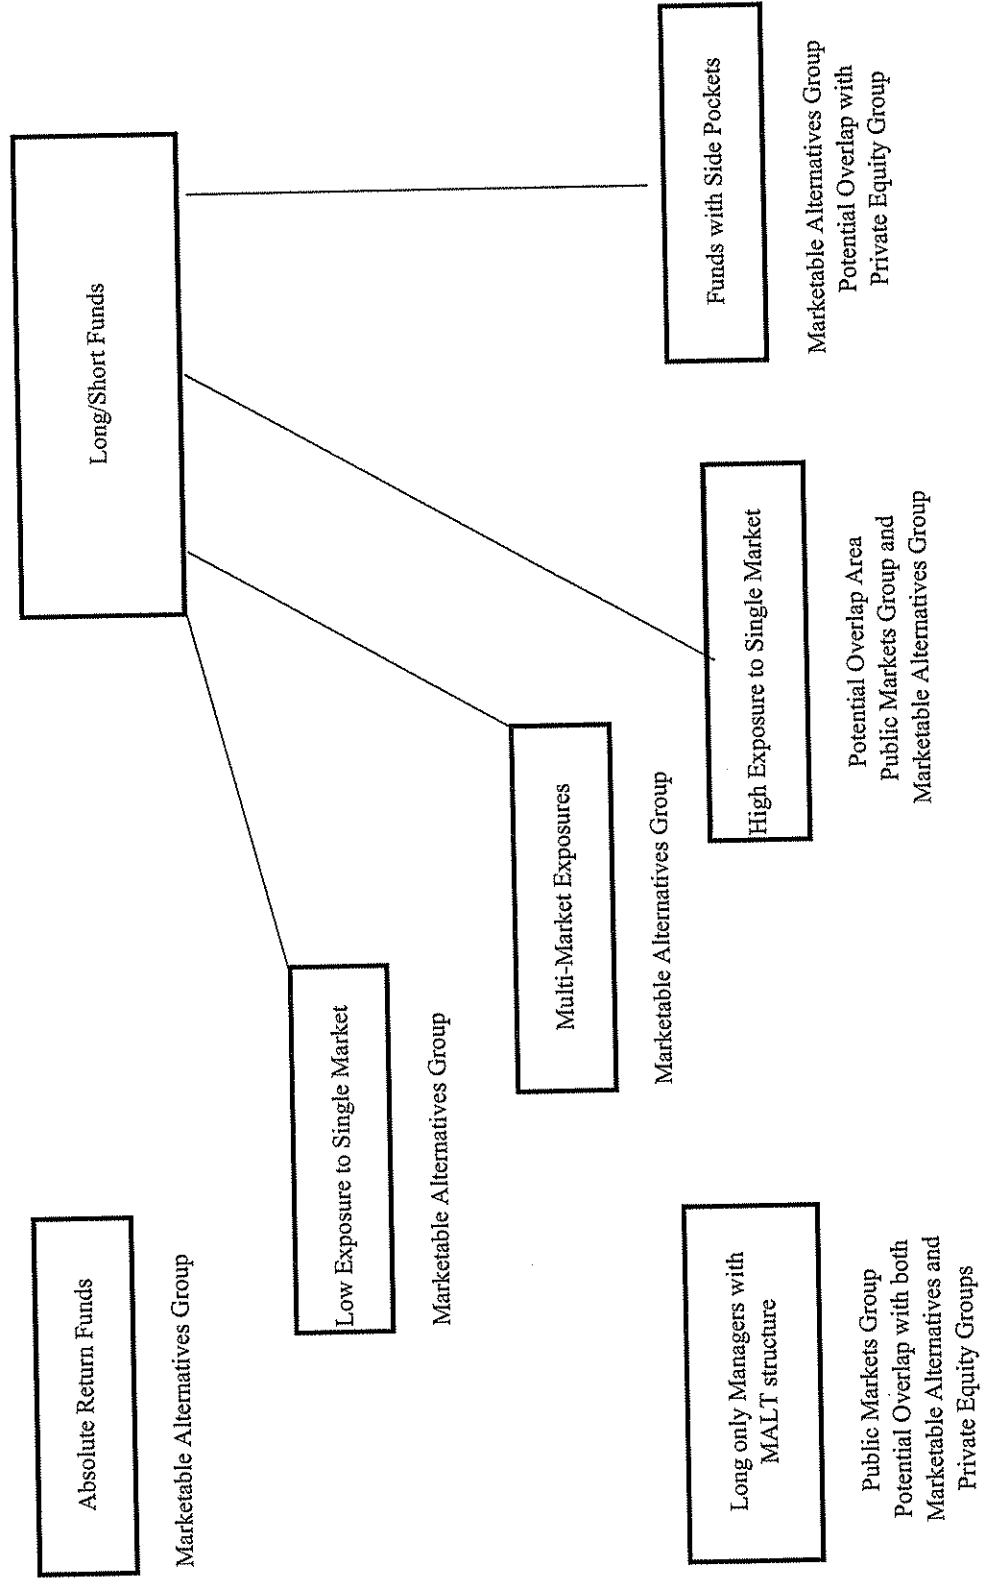 Absolute Return Funds
Marketable Alternatives Group
Long/Short Funds
Low Exposure to Single Market
Marketable Alternatives Group
Multi-Market Exposures
Marketable Alternatives Group
Long only Managers with
MALT structure
Public Markets Group
Potential Overlap with both
Marketable Alternatives and
Private Equity Groups
High Exposure to Single Market
Potential Overlap Area
Public Markets Group and
Marketable Alternatives Group
Funds with Side Pockets
Marketable Alternatives Group
Potential Overlap with
Private Equity Group